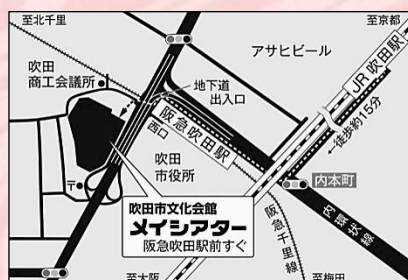 至北千里
至京都
アサヒビール
吹田
商工会議所
地下道
出入口
JR吹田駅
徒歩約15分
西口
阪急吹田駅
吹田
市役所
〒
内本町
吹田市文化会館
メイシアター
阪急吹田駅前すぐ
阪急千里線
内環状線
至大阪
至梅田